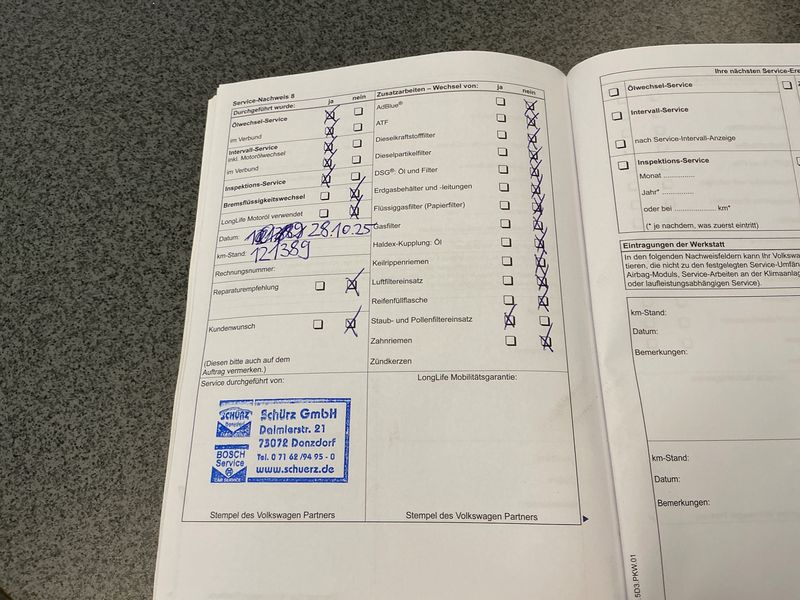 Service-Nachweis 8
Durchgeführt wurde: ja nein
Ölwechsel-Service
im Verbund
Intervall-Service
inkl. Motorölwechsel
im Verbund
Inspektions-Service
Bremsflüssigkeitswechsel
LongLife Motoröl verwendet
Datum: 28.10.25
km-Stand: 121389
Rechnungsnummer:
Reparaturempfehlung
Kundenwunsch
(Diesen bitte auch auf dem
Auftrag vermerken.)
Service durchgeführt von:
SCHÜRZ
BOSCH
Service
CAR SERVICE
Schürz GmbH
Daimlerstr. 21
73072 Donzdorf
Tel. 0 71 62 /94 95 - 0
www.schuerz.de
Stempel des Volkswagen Partners
Zusatzarbeiten – Wechsel von: ja nein
AdBlue®
ATF
Dieselkraftstofffilter
Dieselpartikelfilter
DSG®: Öl und Filter
Erdgasbehälter und -leitungen
Flüssiggasfilter (Papierfilter)
Gasfilter
Haldex-Kupplung: Öl
Keilrippenriemen
Luftfiltereinsatz
Reifenfüllflasche
Staub- und Pollenfiltereinsatz
Zahnriemen
Zündkerzen
LongLife Mobilitätsgarantie:
Stempel des Volkswagen Partners
Ihre nächsten Service-Ere
Ölwechsel-Service
Intervall-Service
nach Service-Intervall-Anzeige
Inspektions-Service
Monat ..............
Jahr* ..............
oder bei ................... km*
(* je nachdem, was zuerst eintritt)
Eintragungen der Werkstatt
In den folgenden Nachweisfeldern kann Ihr Volkswa
tieren, die nicht zu den festgelegten Service-Umfän
Airbag-Moduls, Service-Arbeiten an der Klimaanlag
oder laufleistungsabhängigen Service).
km-Stand:
Datum:
Bemerkungen:
km-Stand:
Datum:
Bemerkungen:
5D3.PKW.01